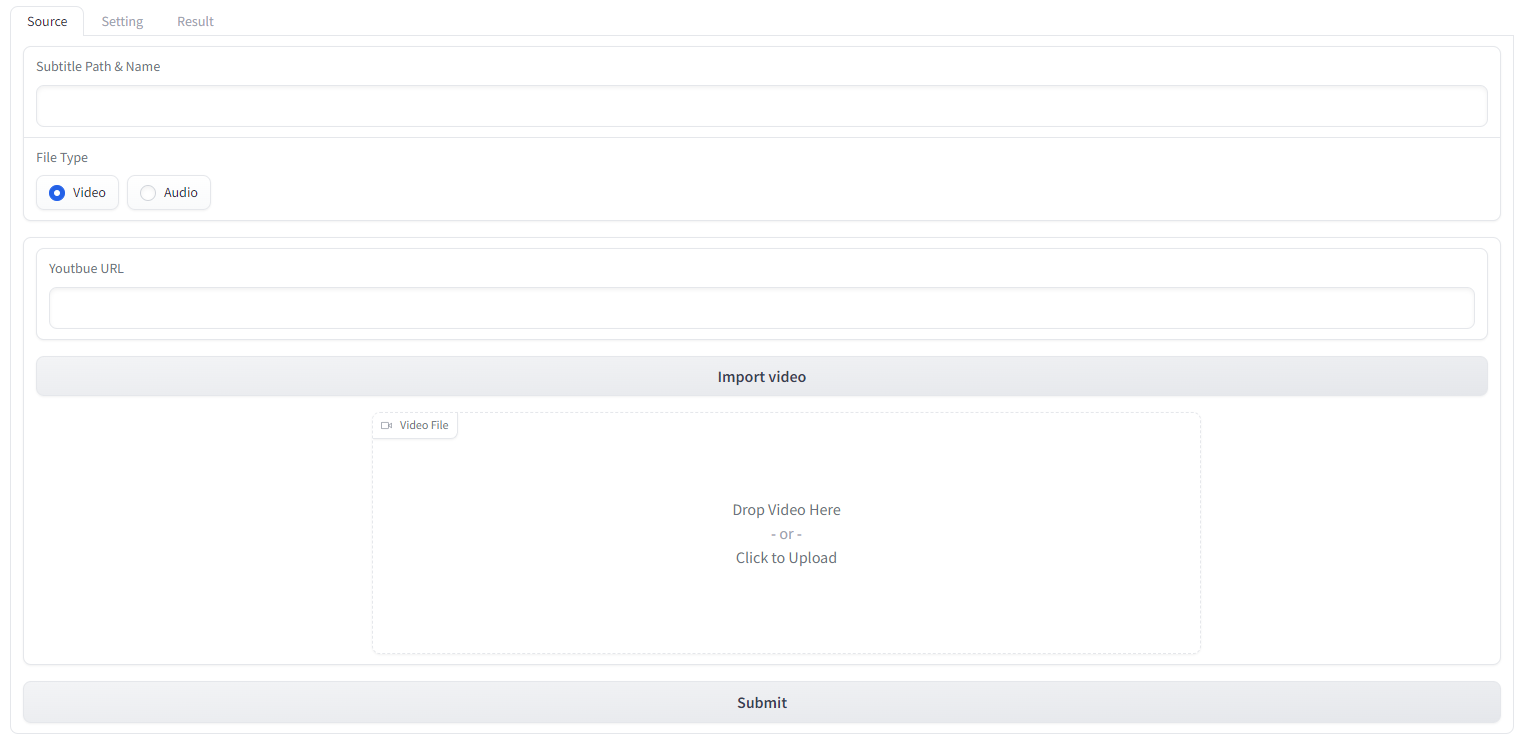 Source Setting Result
Subtitle Path & Name
File Type
Video Audio
Youtbue URL
Import video
Video File
Drop Video Here
- or -
Click to Upload
Submit